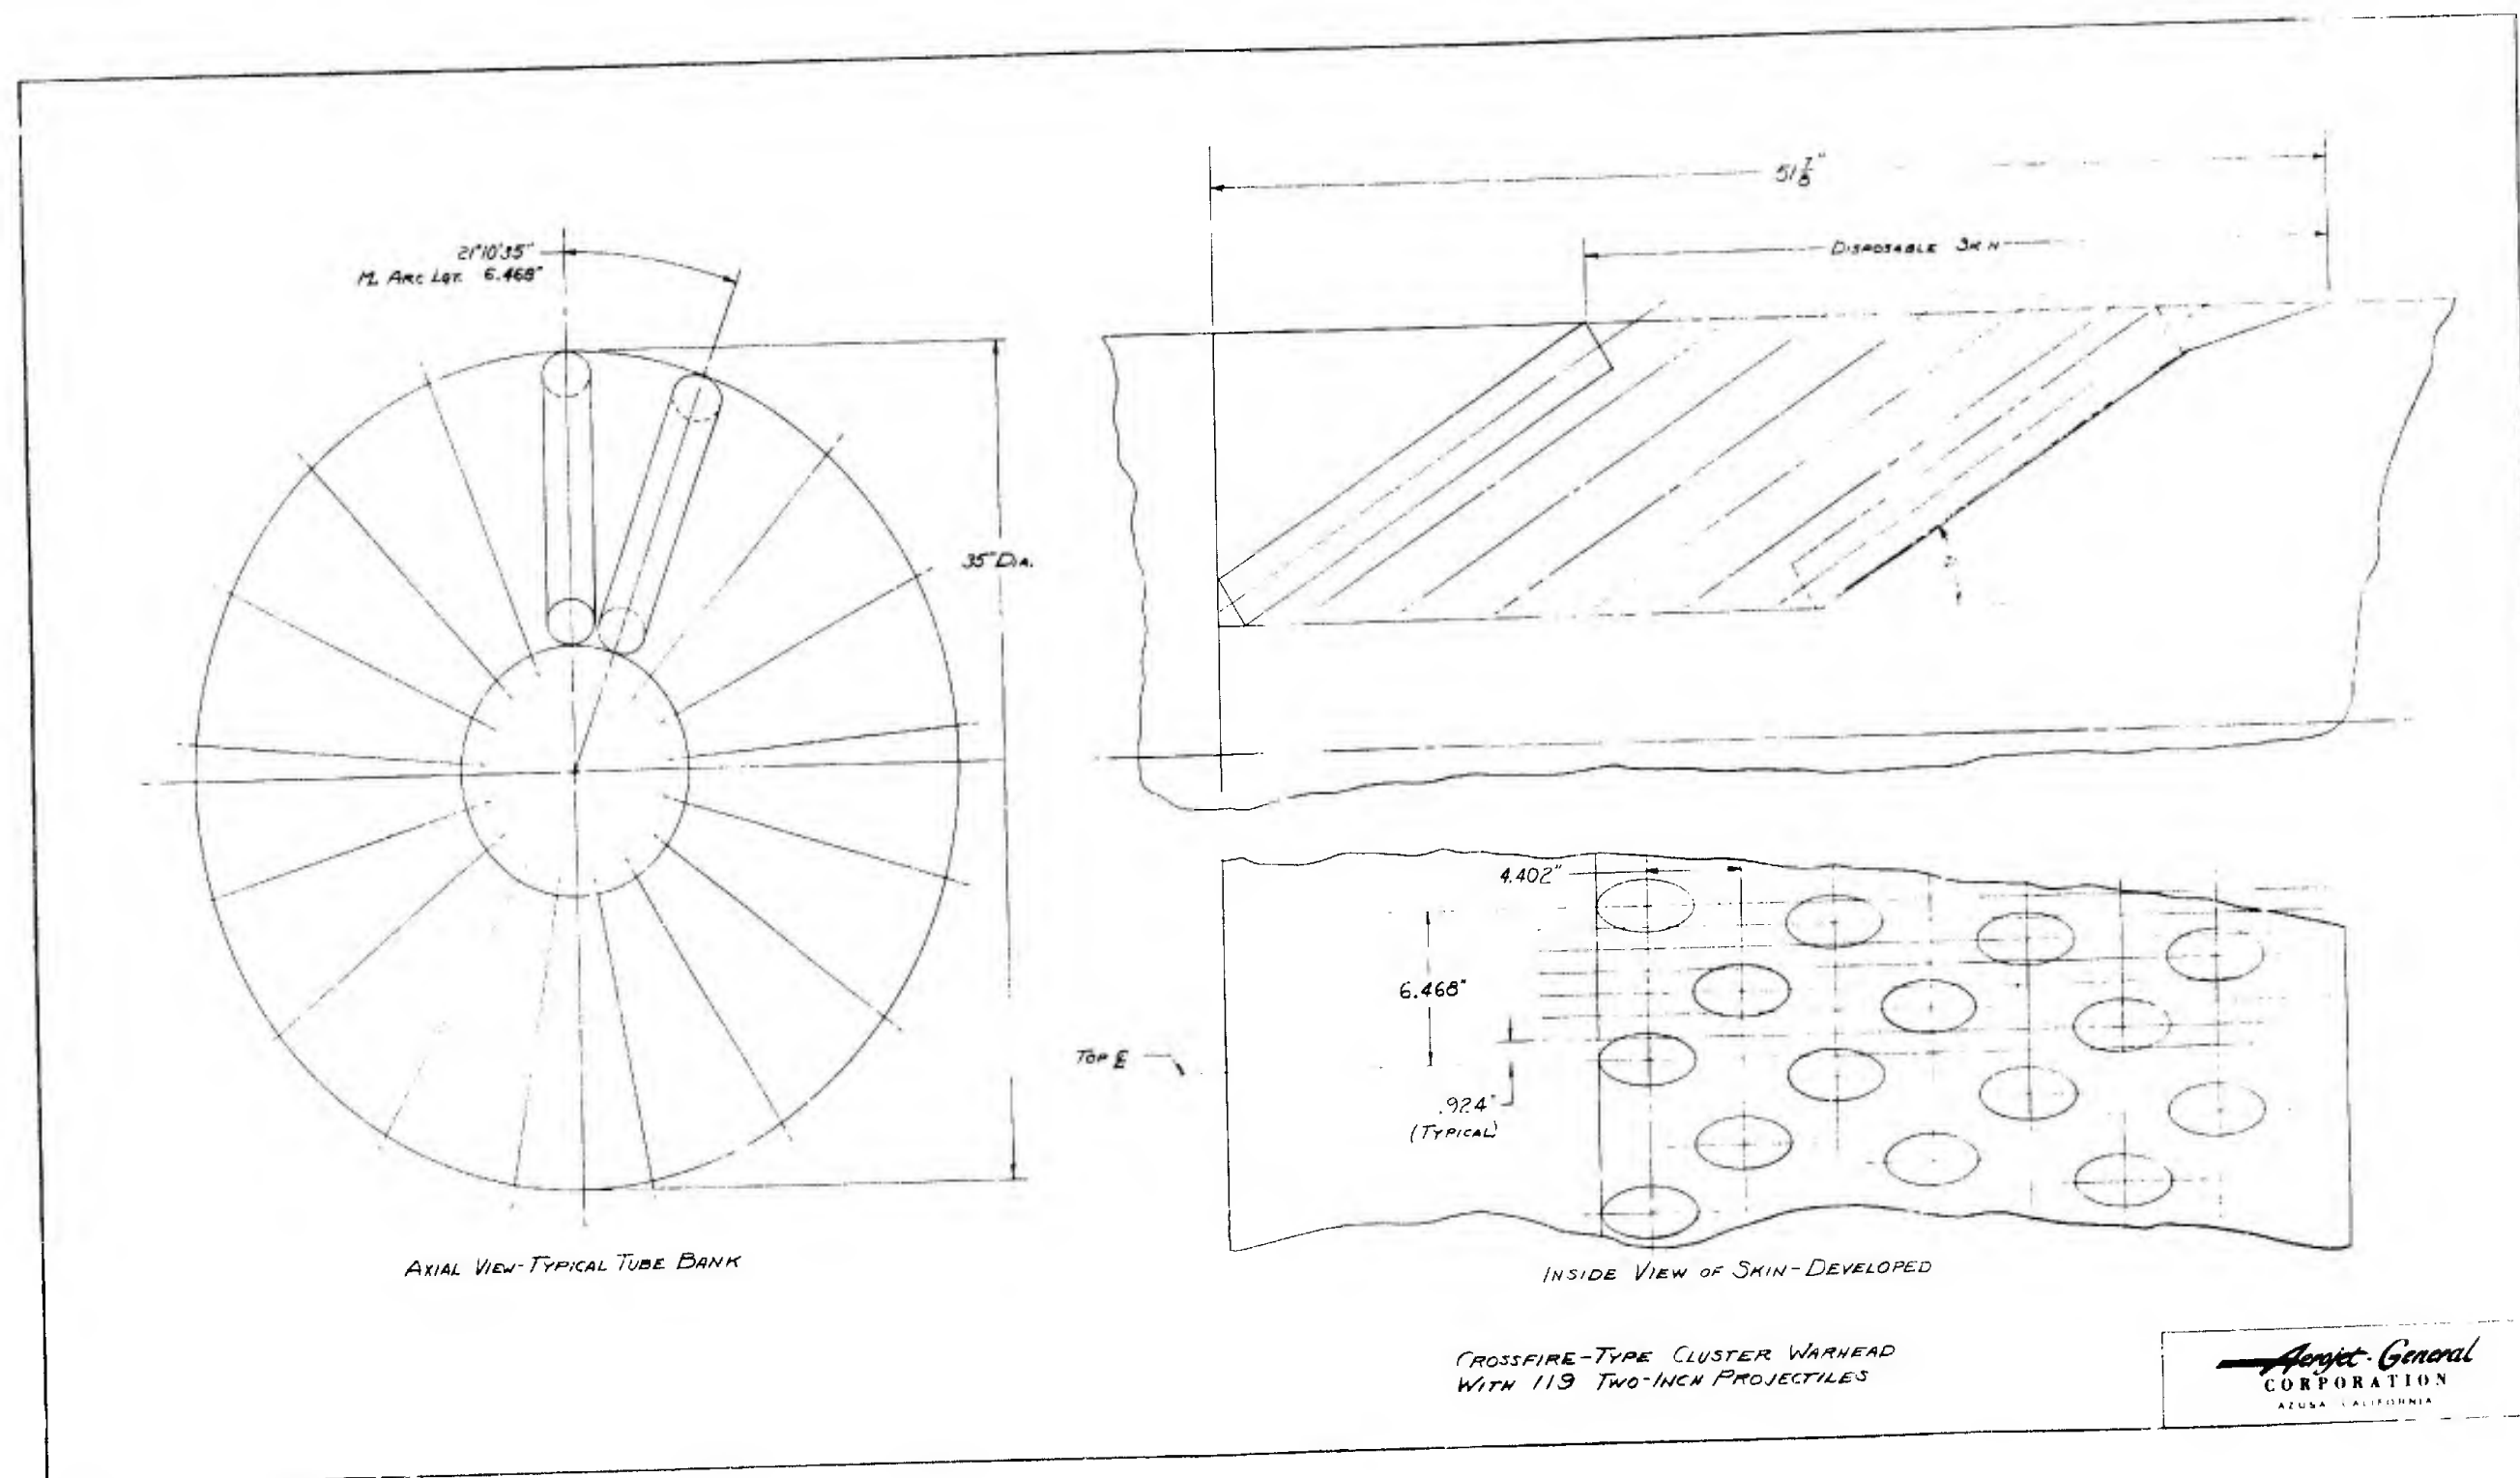 21°10'35"
ARC LGT. 6.468"
35" DIA.
AXIAL VIEW-TYPICAL TUBE BANK
51 7/8"
DISPOSABLE SKIN
4.402"
6.468"
TOP
.924"
(TYPICAL)
INSIDE VIEW OF SKIN-DEVELOPED
CROSSFIRE-TYPE CLUSTER WARHEAD
WITH 119 TWO-INCH PROJECTILES
Aerojet-General
CORPORATION
AZUSA, CALIFORNIA